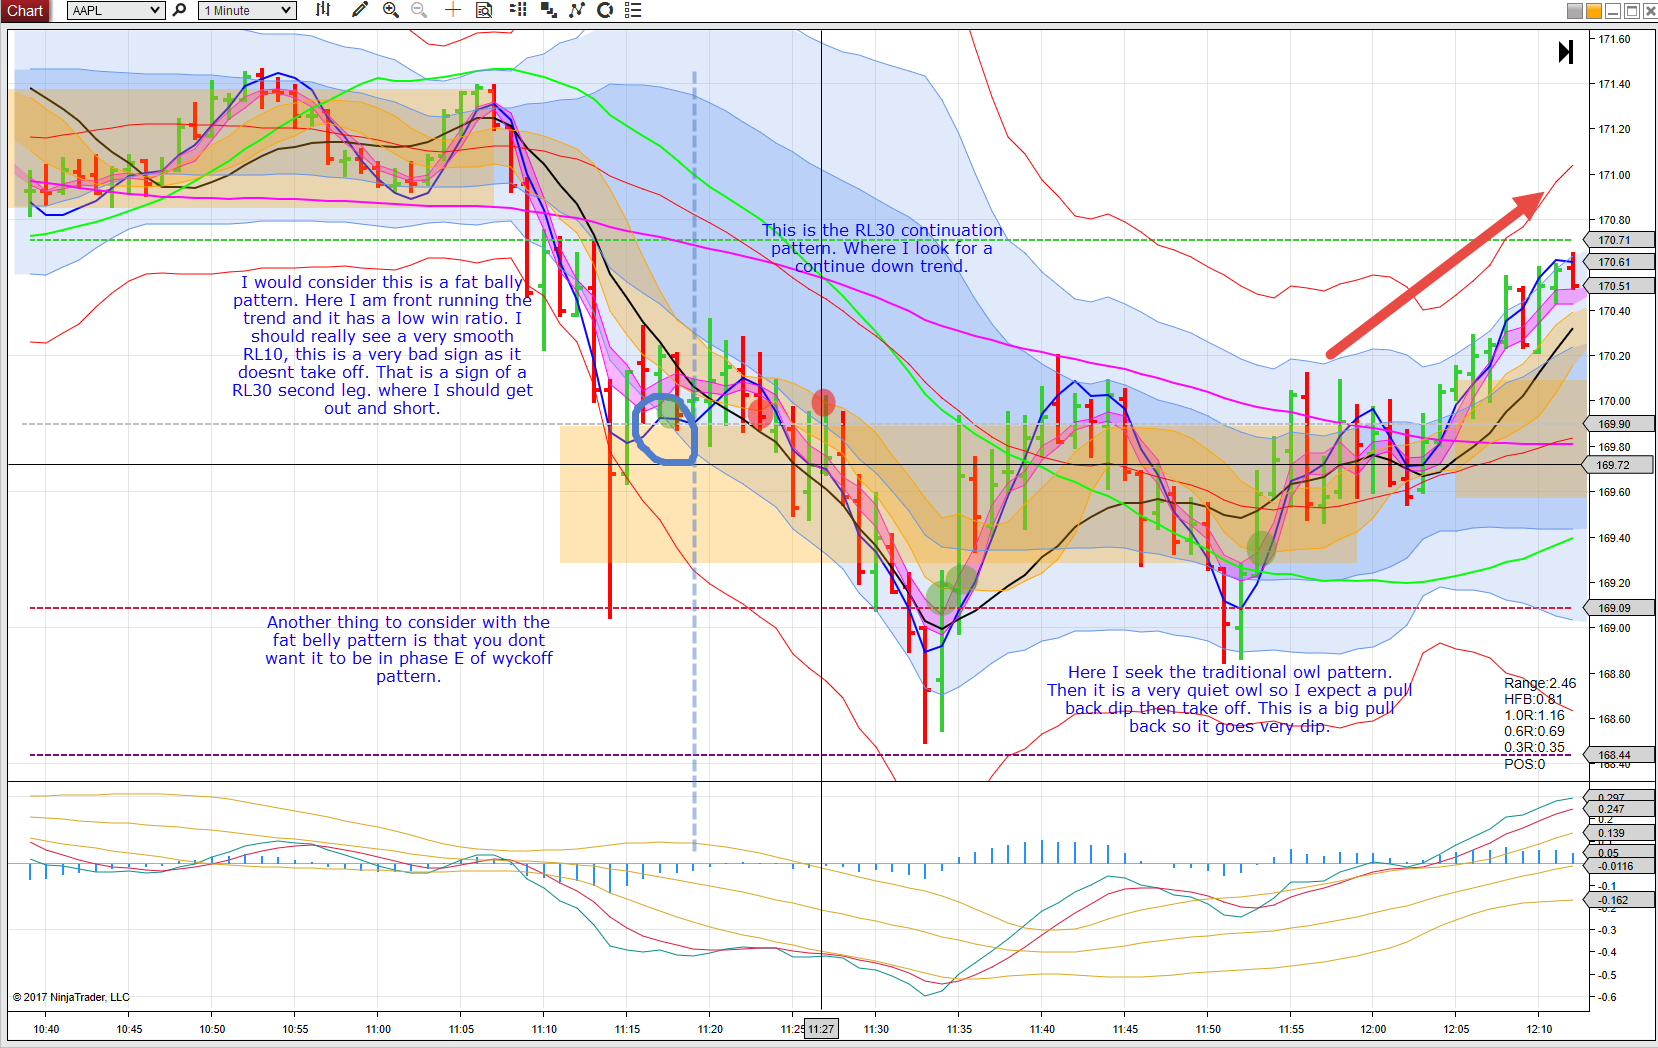 Chart AAPL 1 Minute
171.60
171.40
171.20
171.00
170.80
170.71
170.61
170.51
170.40
170.20
170.00
169.90
169.80
169.72
169.60
169.40
169.20
169.09
169.00
168.80
168.60
168.44
168.40
This is the RL30 continuation
pattern. Where I look for a
continue down trend.
I would consider this is a fat bally
pattern. Here I am front running the
trend and it has a low win ratio. I
should really see a very smooth
RL10, this is a very bad sign as it
doesnt take off. That is a sign of a
RL30 second leg. where I should get
out and short.
Another thing to consider with the
fat belly pattern is that you dont
want it to be in phase E of wyckoff
pattern.
Here I seek the traditional owl pattern.
Then it is a very quiet owl so I expect a pull
back dip then take off. This is a big pull
back so it goes very dip.
Range:2.46
HFB:0.81
1.0R:1.16
0.6R:0.69
0.3R:0.35
POS:0
0.297
0.247
0.2
0.139
0.05
-0.0116
-0.1
-0.162
-0.2
-0.3
-0.4
-0.5
-0.6
© 2017 NinjaTrader, LLC
10:40 10:45 10:50 10:55 11:00 11:05 11:10 11:15 11:20 11:25 11:27 11:30 11:35 11:40 11:45 11:50 11:55 12:00 12:05 12:10